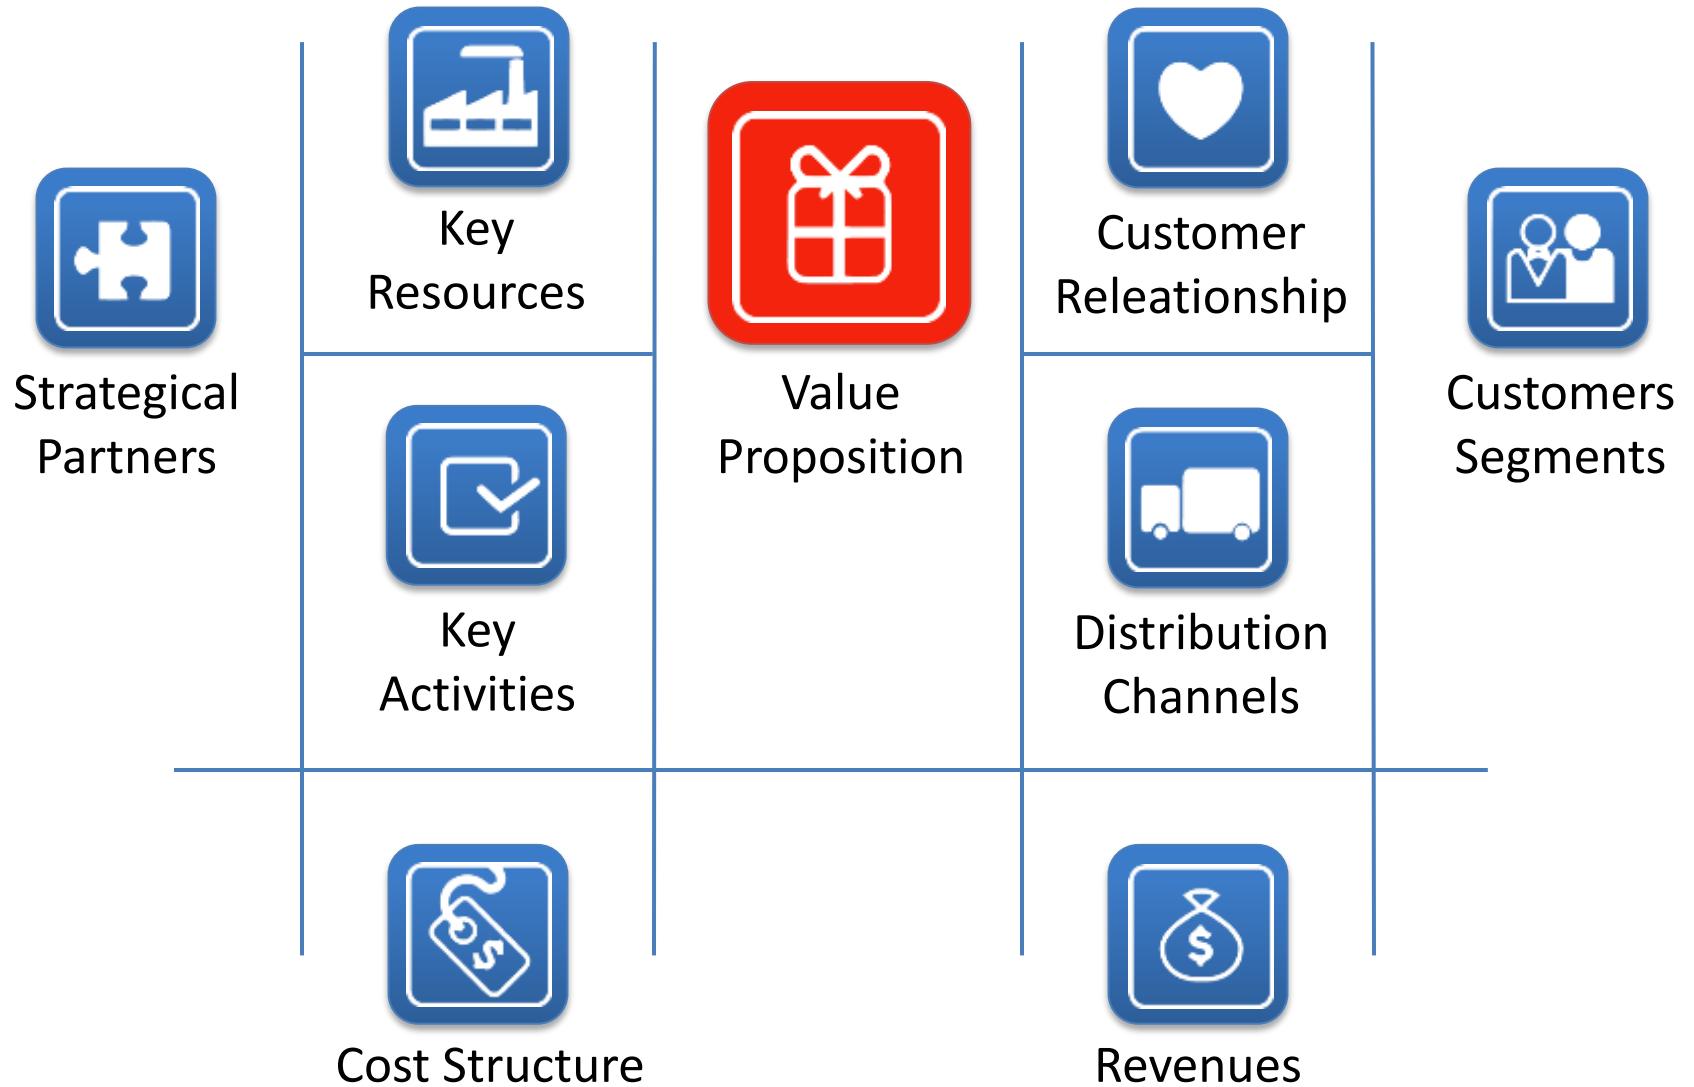 Strategical
Partners
Key
Resources
Key
Activities
Value
Proposition
Customer
Releationship
Distribution
Channels
Customers
Segments
Cost Structure
Revenues
$
$